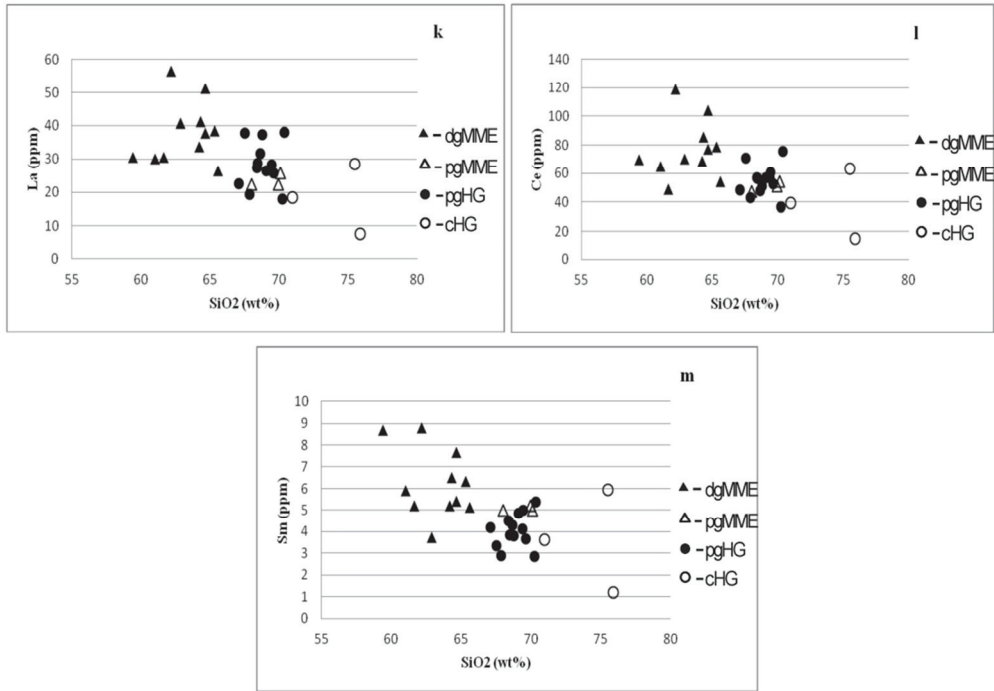 k
60
50
40
30
20
10
0
La (ppm)
55 60 65 70 75 80
SiO2 (wt%)
▲ – dgMME
△ – pgMME
● – pgHG
○ – cHG
l
140
120
100
80
60
40
20
0
Ce (ppm)
55 60 65 70 75 80
SiO2 (wt%)
▲ – dgMME
△ – pgMME
● – pgHG
○ – cHG
m
10
9
8
7
6
5
4
3
2
1
0
Sm (ppm)
55 60 65 70 75 80
SiO2 (wt%)
▲ – dgMME
△ – pgMME
● – pgHG
○ – cHG